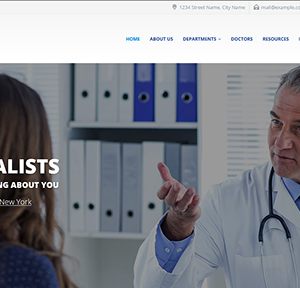 1234 Street Name, City Name mail@example.c
HOME ABOUT US DEPARTMENTS DOCTORS RESOURCES
ALISTS
NG ABOUT YOU
New York